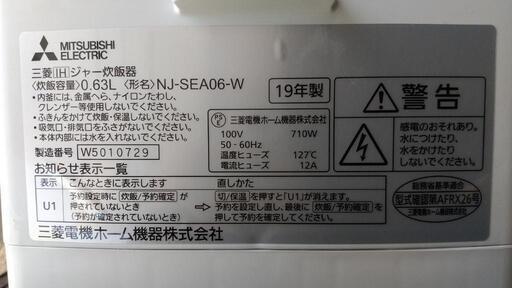 MITSUBISHI
ELECTRIC
三菱IHジャー炊飯器
〈炊飯容量〉0.63L 〈形名〉NJ-SEA06-W
19年製
・内釜には、金属へら、ナイロンたわし、
クレンザー等使用しないでください。
・ふきんをかけて炊飯・保温しないでください。
・吸気口・排気口をふさがないでください。
・本体内部には水を入れないでください。
製造番号 W5010729
PSE 三菱電機ホーム機器株式会社
100V 710W
50-60Hz
温度ヒューズ 127℃
電流ヒューズ 12A
警告
感電のおそれあり。
水につけたり、
水をかけたり
しないでください。
お知らせ表示一覧
表示 こんなときに表示します 直しかた
U1 予約設定時に 炊飯/予約確定 が
押されていないとき
(予約が確定されていないとき)
切/保温 を押すと「U1」が消えます。
予約を設定し直し、最後に 炊飯/予約確定 を
押して予約を確定してください。
総務省基準適合
型式確認第AFRX26号
三菱電機ホーム機器株式会社
三菱電機ホーム機器株式会社